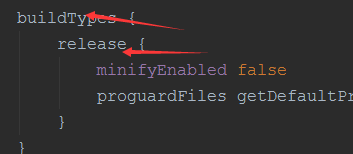 buildTypes {
release {
minifyEnabled false
proguardFiles getDefaultPr
}
}